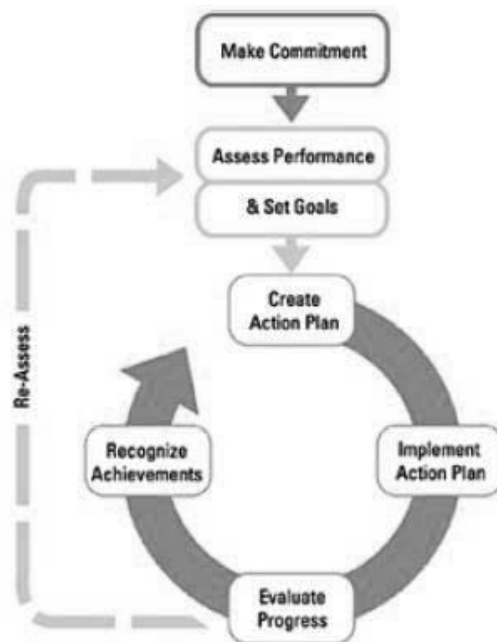 Make Commitment
Assess Performance
& Set Goals
Create
Action Plan
Implement
Action Plan
Evaluate
Progress
Recognize
Achievements
Re-Assess